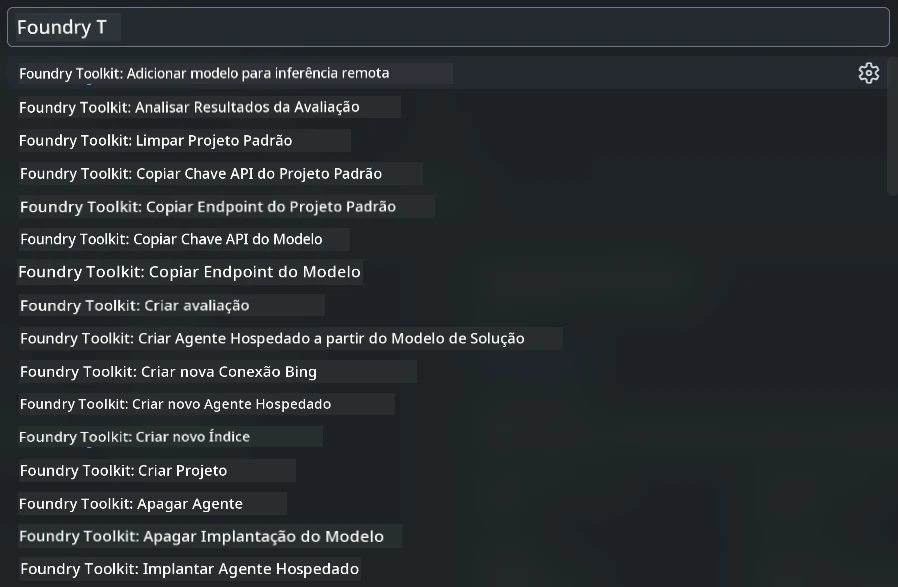 Foundry T
Foundry Toolkit: Adicionar modelo para inferência remota
Foundry Toolkit: Analisar Resultados da Avaliação
Foundry Toolkit: Limpar Projeto Padrão
Foundry Toolkit: Copiar Chave API do Projeto Padrão
Foundry Toolkit: Copiar Endpoint do Projeto Padrão
Foundry Toolkit: Copiar Chave API do Modelo
Foundry Toolkit: Copiar Endpoint do Modelo
Foundry Toolkit: Criar avaliação
Foundry Toolkit: Criar Agente Hospedado a partir do Modelo de Solução
Foundry Toolkit: Criar nova Conexão Bing
Foundry Toolkit: Criar novo Agente Hospedado
Foundry Toolkit: Criar novo Índice
Foundry Toolkit: Criar Projeto
Foundry Toolkit: Apagar Agente
Foundry Toolkit: Apagar Implantação do Modelo
Foundry Toolkit: Implantar Agente Hospedado